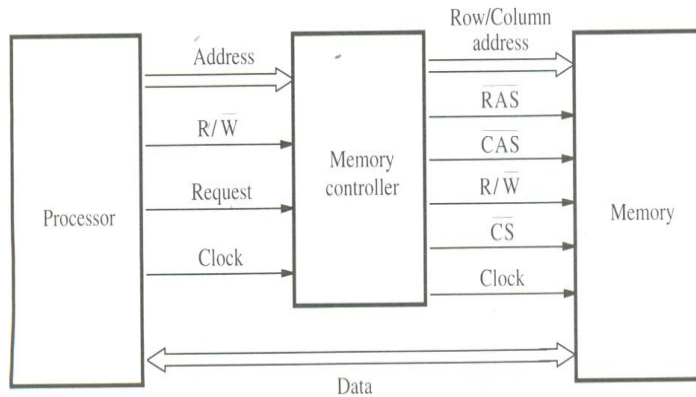 Row/Column
address
Address
RAS
R/W
CAS
Memory
controller
R/W
Request
Processor
Memory
CS
Clock
Clock
Data